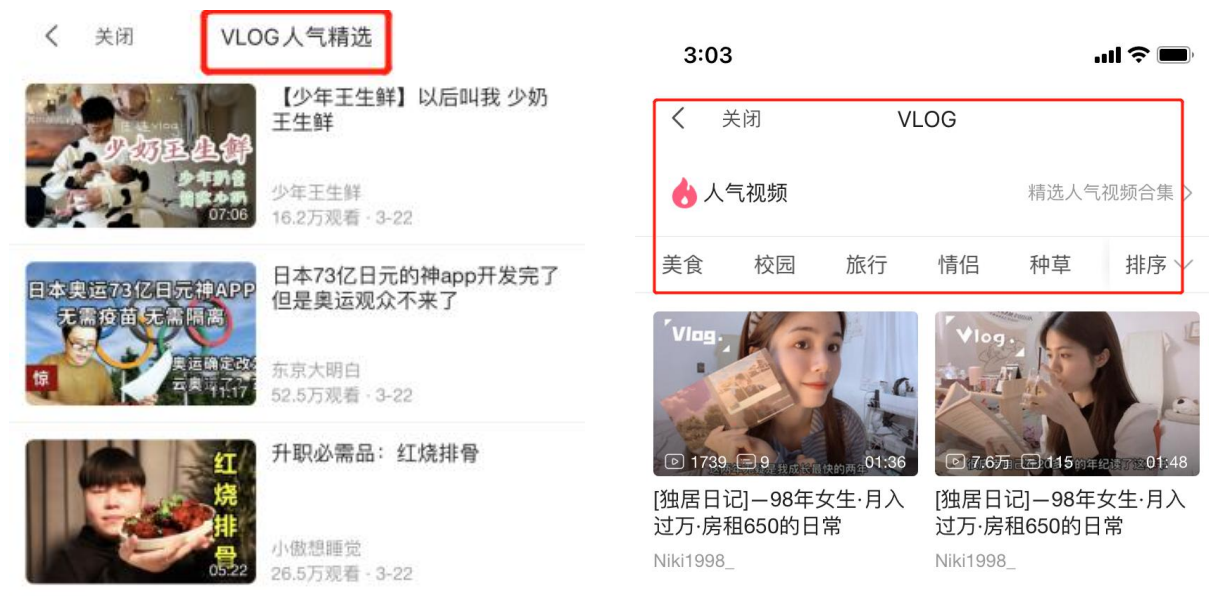 关闭
VLOG人气精选
少奶王生鲜
少年奶爸
07:06
【少年王生鲜】以后叫我 少奶
王生鲜
少年王生鲜
16.2万观看 · 3-22
日本奥运73亿日元神APP
无需疫苗 无需隔离
惊
11:17
日本73亿日元的神app开发完了
但是奥运观众不来了
东京大明白
52.5万观看 · 3-22
红烧排骨
05:22
升职必需品：红烧排骨
小傲想睡觉
26.5万观看 · 3-22
3:03
关闭
VLOG
人气视频
精选人气视频合集
美食 校园 旅行 情侣 种草 排序
Vlog.
1739 9 01:36
[独居日记]—98年女生·月入
过万·房租650的日常
Niki1998_
Vlog.
7.6万 115 01:48
[独居日记]—98年女生·月入
过万·房租650的日常
Niki1998_